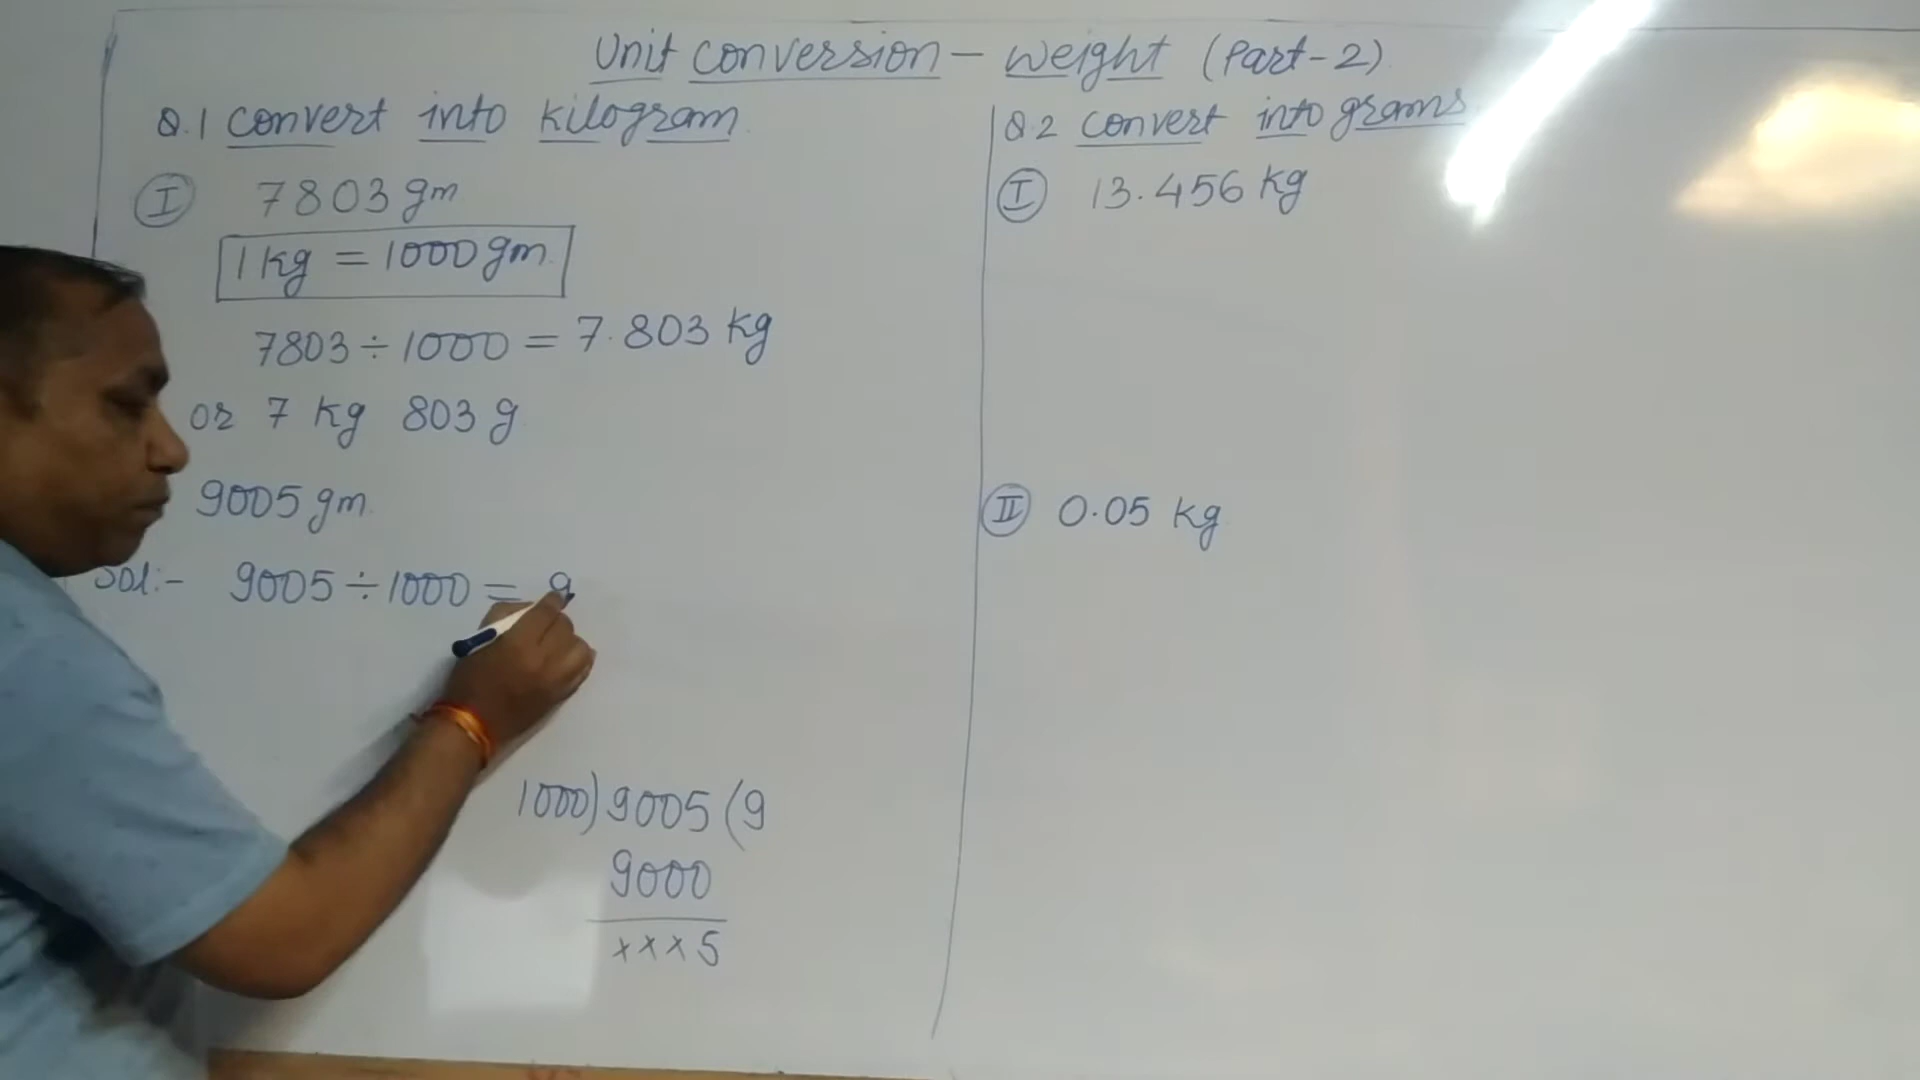 Unit conversion - weight (Part-2)
Q.1 convert into kilogram
I 7803 gm
1 kg = 1000 gm
7803 ÷ 1000 = 7.803 kg
or 7 kg 803 g
9005 gm
Sol:- 9005 ÷ 1000 = 9
1000)9005(9
9000
xxx5
Q.2 convert into grams
I 13.456 kg
II 0.05 kg